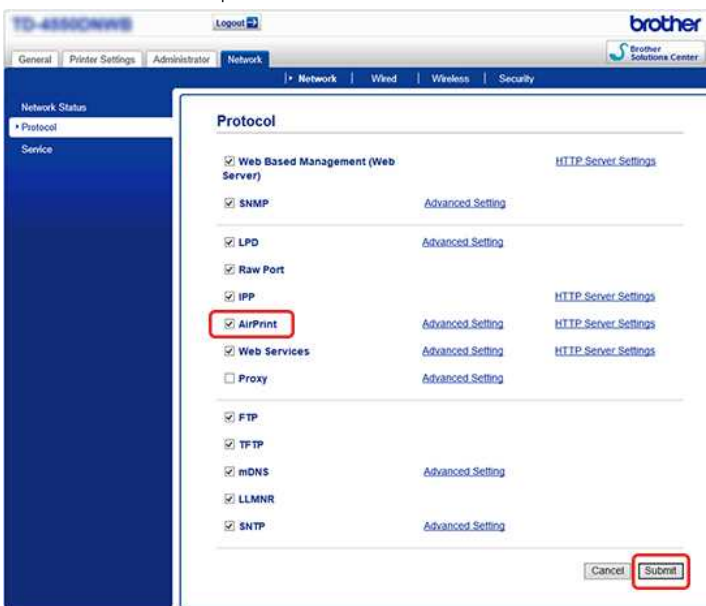 TD-4550DNWB
Logout
brother
General Printer Settings Administrator Network
Brother
Solutions Center
Network | Wired | Wireless | Security
Network Status
Protocol
Service
Protocol
Web Based Management (Web
Server)
HTTP Server Settings
SNMP Advanced Setting
LPD Advanced Setting
Raw Port
IPP HTTP Server Settings
AirPrint Advanced Setting HTTP Server Settings
Web Services Advanced Setting HTTP Server Settings
Proxy Advanced Setting
FTP
TFTP
mDNS Advanced Setting
LLMNR
SNTP Advanced Setting
Cancel Submit